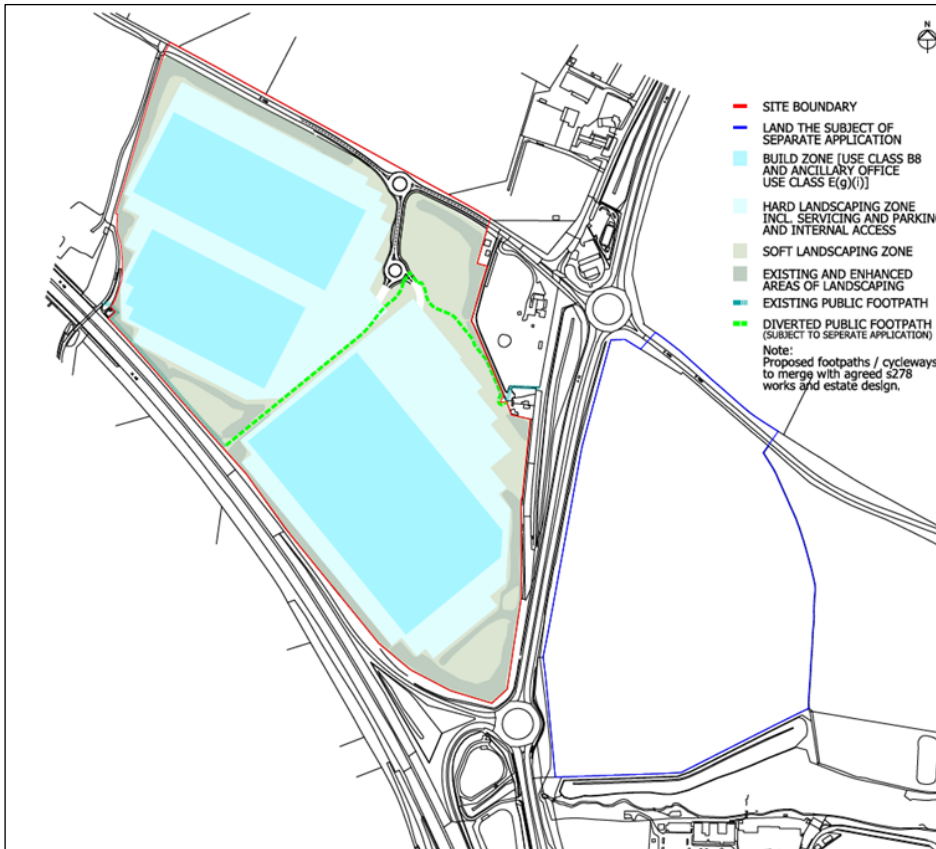 N
SITE BOUNDARY
LAND THE SUBJECT OF
SEPARATE APPLICATION
BUILD ZONE [USE CLASS B8
AND ANCILLARY OFFICE
USE CLASS E(g)(i)]
HARD LANDSCAPING ZONE
INCL. SERVICING AND PARKIN
AND INTERNAL ACCESS
SOFT LANDSCAPING ZONE
EXISTING AND ENHANCED
AREAS OF LANDSCAPING
EXISTING PUBLIC FOOTPATH
DIVERTED PUBLIC FOOTPATH
(SUBJECT TO SEPERATE APPLICATION)
Note:
Proposed footpaths / cycleways
to merge with agreed s278
works and estate design.